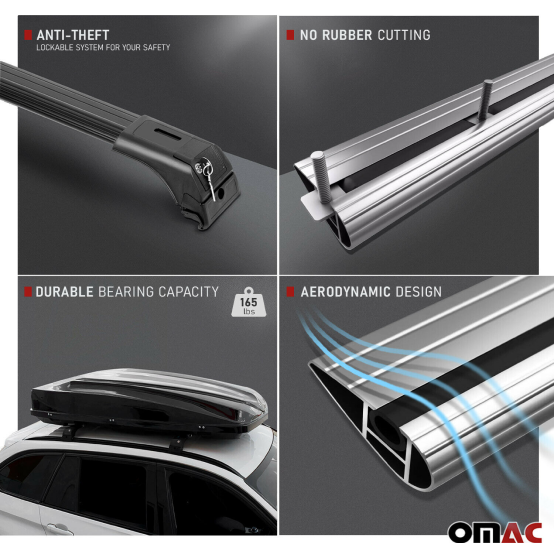 ANTI-THEFT
LOCKABLE SYSTEM FOR YOUR SAFETY
NO RUBBER CUTTING
DURABLE BEARING CAPACITY
165
lbs
AERODYNAMIC DESIGN
OMAC